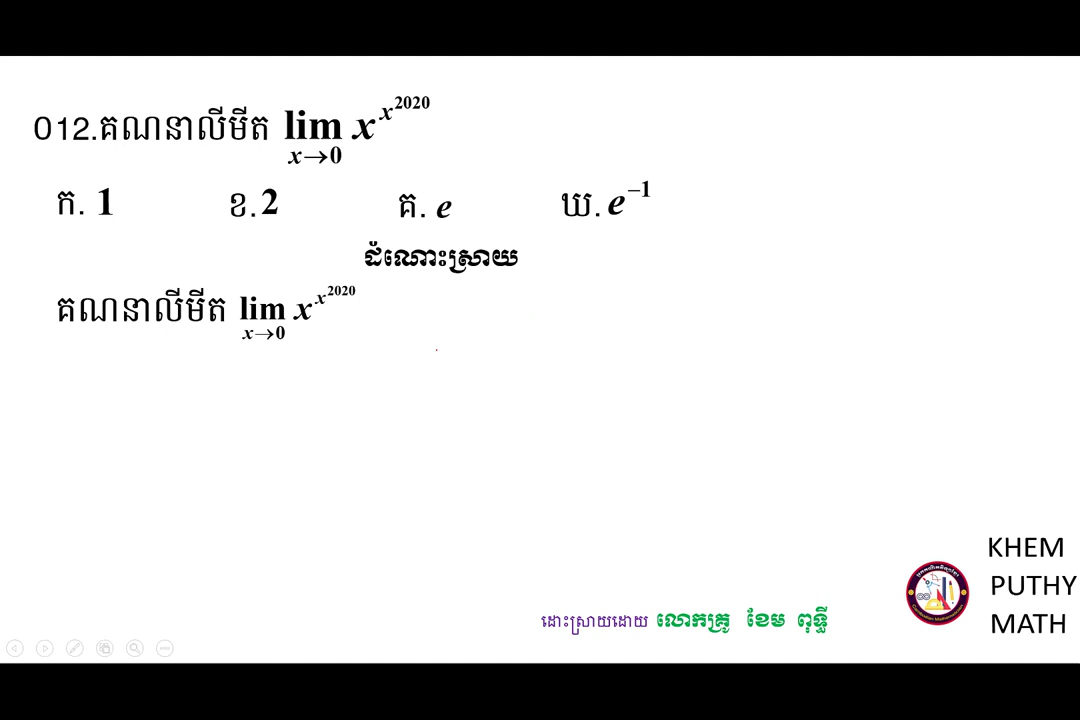 012.គណនាលីមីត lim x→0 x^x^2020
ក. 1 ខ.2 គ. e ឃ.e^−1
ដំណោះស្រាយ
គណនាលីមីត lim x→0 x^x^2020
KHEM
PUTHY
MATH
ដោះស្រាយដោយ លោកគ្រូ ខែម ពុទ្ធី